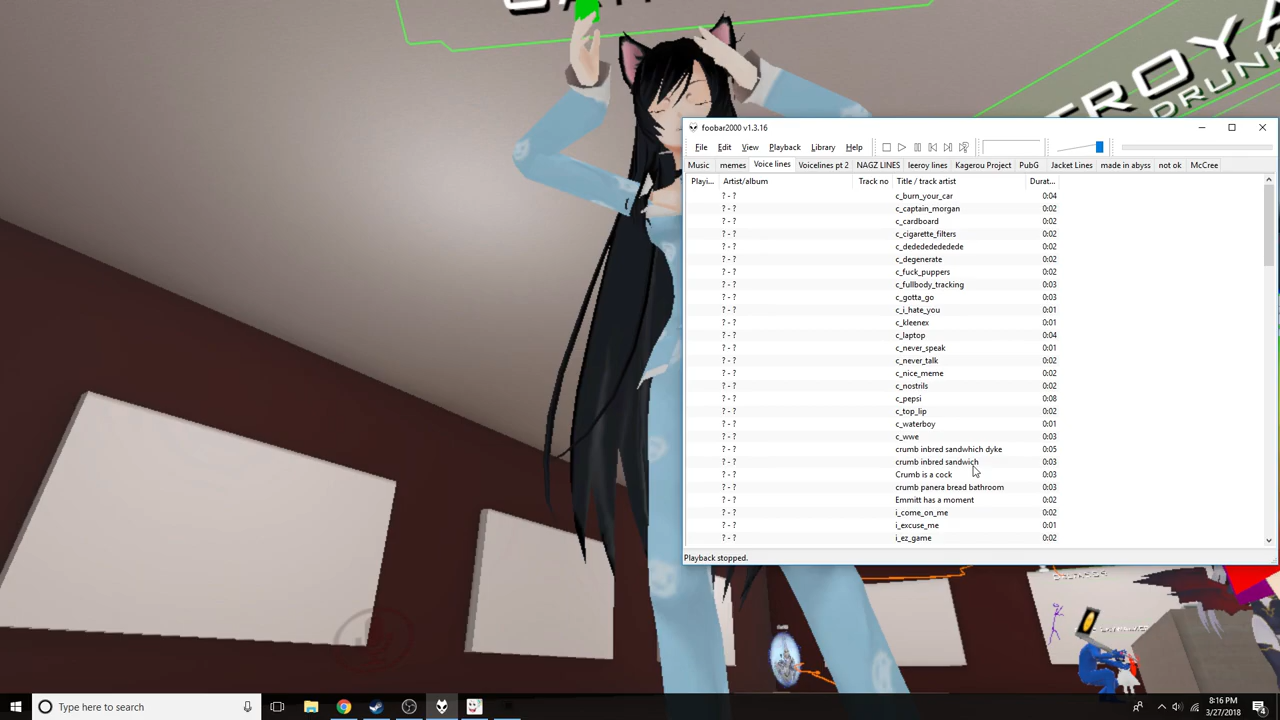 TROYA
DRUNK
foobar2000 v1.3.16
File Edit View Playback Library Help
Music memes Voice lines Voicelines pt 2 NAGZ LINES leeroy lines Kagerou Project PubG Jacket Lines made in abyss not ok McCree
Playi... Artist/album Track no Title / track artist Durat...
? - ? c_burn_your_car 0:04
? - ? c_captain_morgan 0:02
? - ? c_cardboard 0:02
? - ? c_cigarette_filters 0:02
? - ? c_dedededededede 0:02
? - ? c_degenerate 0:02
? - ? c_fuck_puppers 0:02
? - ? c_fullbody_tracking 0:03
? - ? c_gotta_go 0:03
? - ? c_i_hate_you 0:01
? - ? c_kleenex 0:01
? - ? c_laptop 0:04
? - ? c_never_speak 0:01
? - ? c_never_talk 0:02
? - ? c_nice_meme 0:02
? - ? c_nostrils 0:02
? - ? c_pepsi 0:08
? - ? c_top_lip 0:02
? - ? c_waterboy 0:01
? - ? c_wwe 0:03
? - ? crumb inbred sandwhich dyke 0:05
? - ? crumb inbred sandwich 0:03
? - ? Crumb is a cock 0:03
? - ? crumb panera bread bathroom 0:03
? - ? Emmitt has a moment 0:02
? - ? i_come_on_me 0:02
? - ? i_excuse_me 0:01
? - ? i_ez_game 0:02
Playback stopped.
Type here to search
8:16 PM
3/27/2018
4